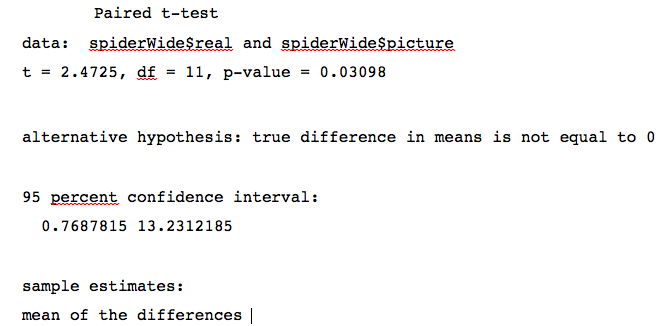 Paired t-test
data:  spiderWide$real and spiderWide$picture
t = 2.4725, df = 11, p-value = 0.03098
alternative hypothesis: true difference in means is not equal to 0
95 percent confidence interval:
0.7687815 13.2312185
sample estimates:
mean of the differences